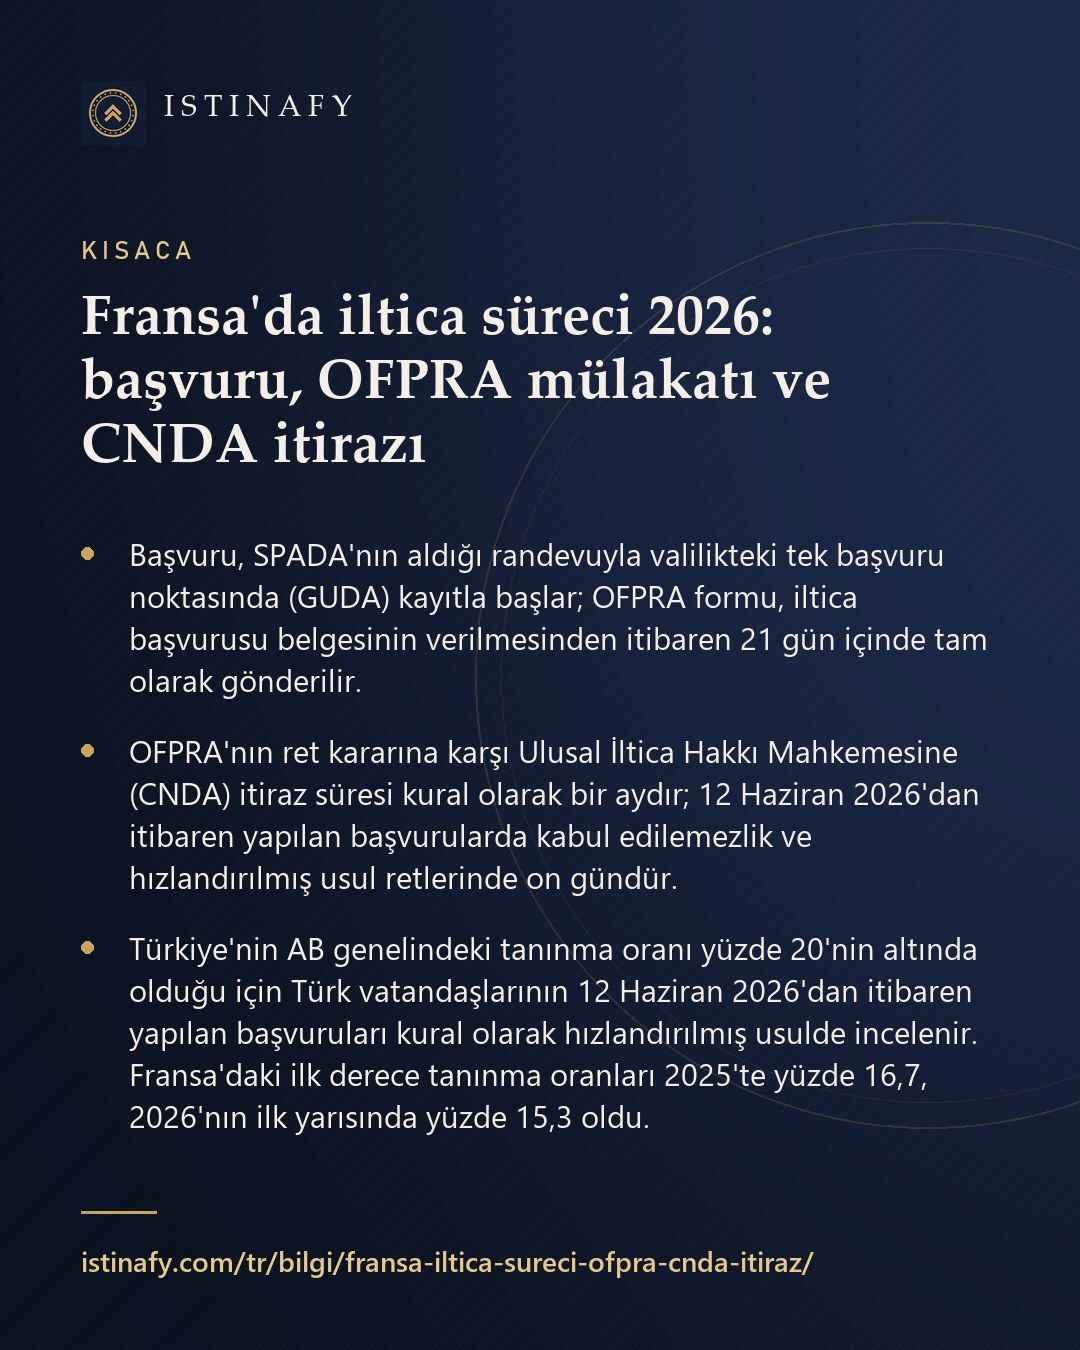 ISTINAFY
KISACA
Fransa'da iltica süreci 2026:
başvuru, OFPRA mülakatı ve
CNDA itirazı
Başvuru, SPADA'nın aldığı randevuyla valilikteki tek başvuru
noktasında (GUDA) kayıtla başlar; OFPRA formu, iltica
başvurusu belgesinin verilmesinden itibaren 21 gün içinde tam
olarak gönderilir.
OFPRA'nın ret kararına karşı Ulusal İltica Hakkı Mahkemesine
(CNDA) itiraz süresi kural olarak bir aydır; 12 Haziran 2026'dan
itibaren yapılan başvurularda kabul edilemezlik ve
hızlandırılmış usul retlerinde on gündür.
Türkiye'nin AB genelindeki tanınma oranı yüzde 20'nin altında
olduğu için Türk vatandaşlarının 12 Haziran 2026'dan itibaren
yapılan başvuruları kural olarak hızlandırılmış usulde incelenir.
Fransa'daki ilk derece tanınma oranları 2025'te yüzde 16,7,
2026'nın ilk yarısında yüzde 15,3 oldu.
istinafy.com/tr/bilgi/fransa-iltica-sureci-ofpra-cnda-itiraz/